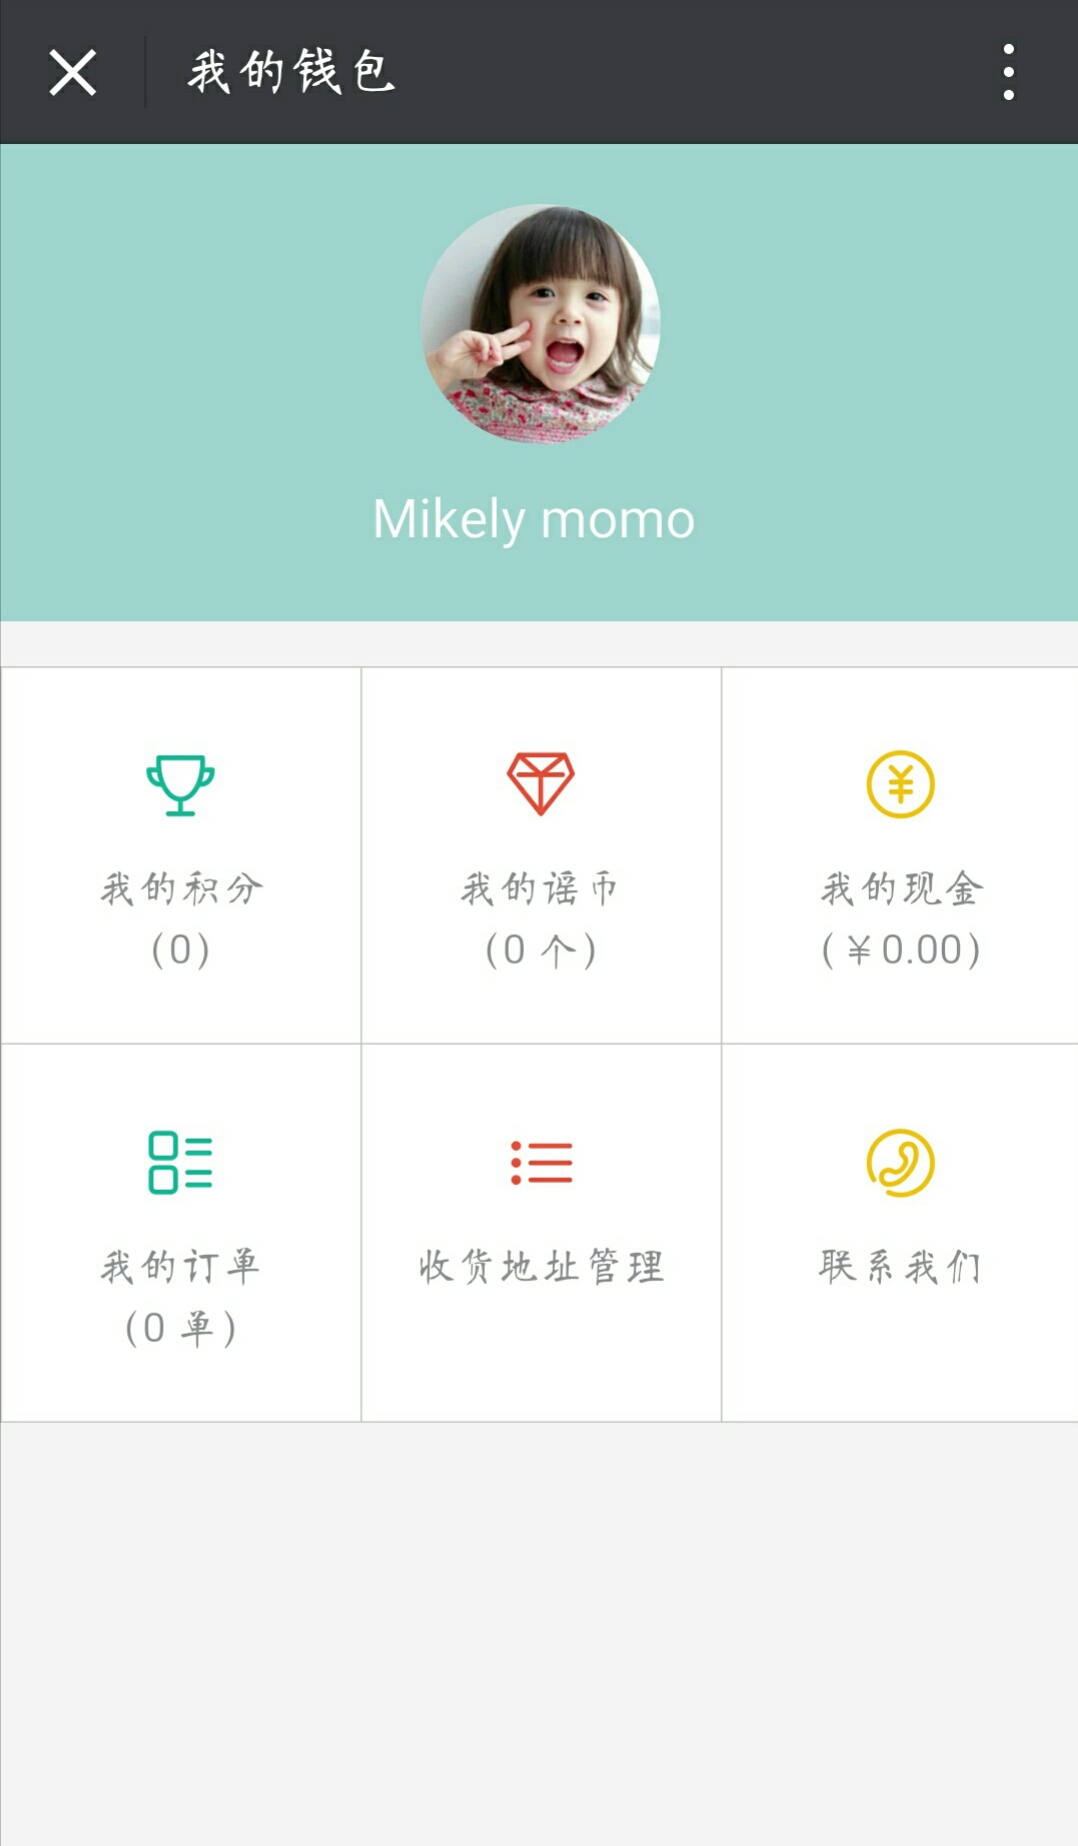 我的钱包
Mikely momo
我的积分
(0)
我的谣币
(0 个)
我的现金
(￥0.00)
我的订单
(0 单)
收货地址管理
联系我们